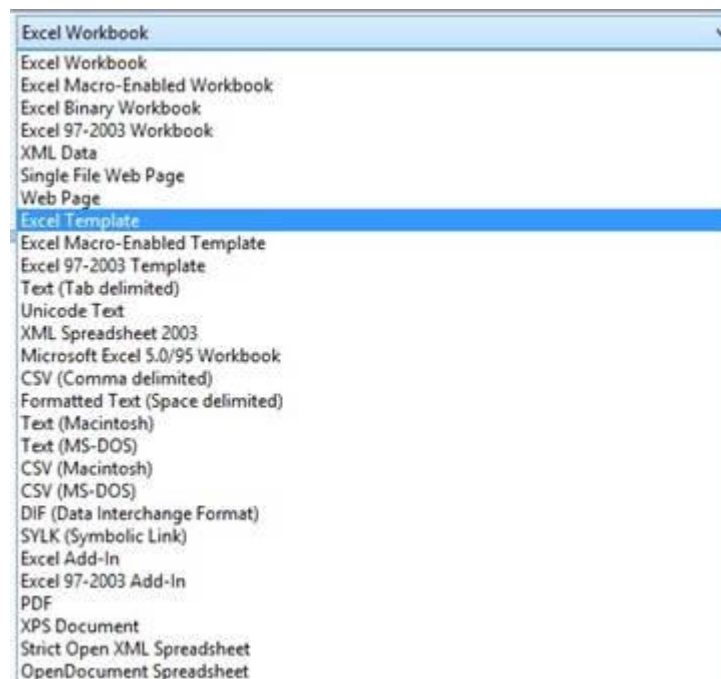 Excel Workbook
Excel Workbook
Excel Macro-Enabled Workbook
Excel Binary Workbook
Excel 97-2003 Workbook
XML Data
Single File Web Page
Web Page
Excel Template
Excel Macro-Enabled Template
Excel 97-2003 Template
Text (Tab delimited)
Unicode Text
XML Spreadsheet 2003
Microsoft Excel 5.0/95 Workbook
CSV (Comma delimited)
Formatted Text (Space delimited)
Text (Macintosh)
Text (MS-DOS)
CSV (Macintosh)
CSV (MS-DOS)
DIF (Data Interchange Format)
SYLK (Symbolic Link)
Excel Add-In
Excel 97-2003 Add-In
PDF
XPS Document
Strict Open XML Spreadsheet
OpenDocument Spreadsheet